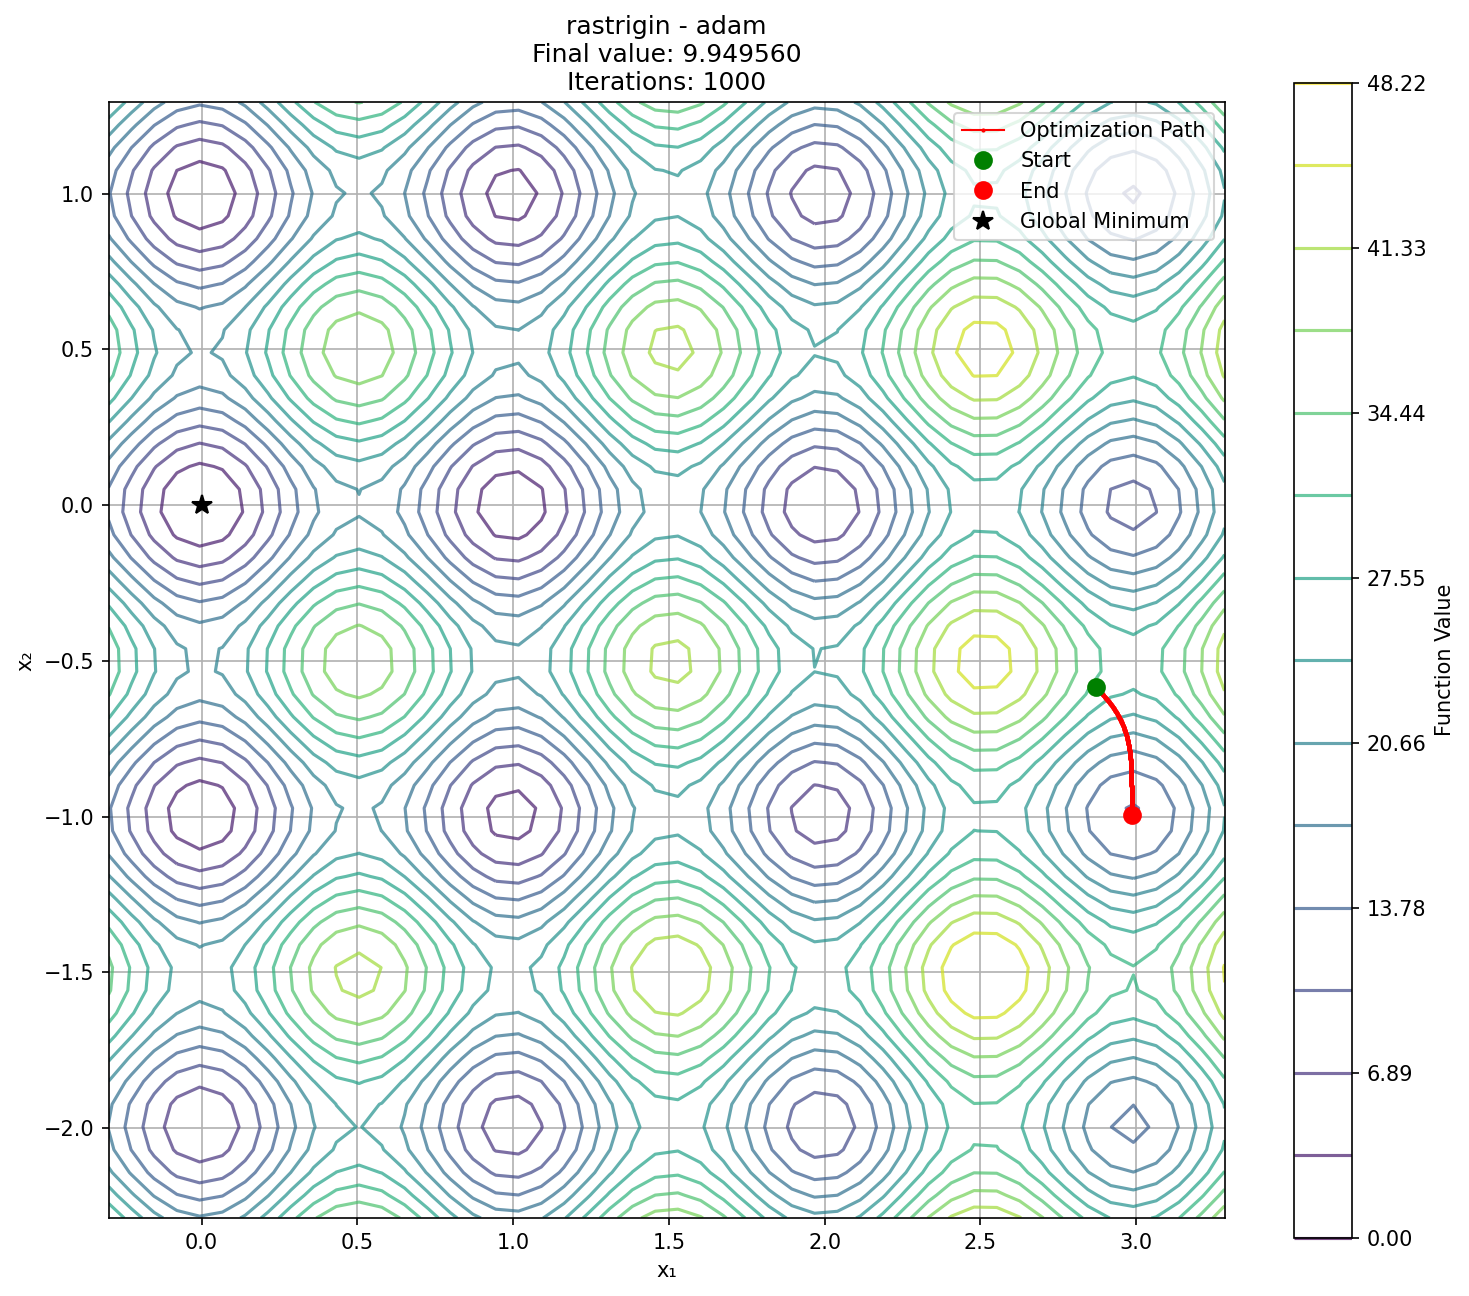 rastrigin - adam
Final value: 9.949560
Iterations: 1000
Optimization Path
Start
End
Global Minimum
1.0
0.5
0.0
−0.5
−1.0
−1.5
−2.0
x₂
0.0
0.5
1.0
1.5
2.0
2.5
3.0
x₁
48.22
41.33
34.44
27.55
20.66
13.78
6.89
0.00
Function Value